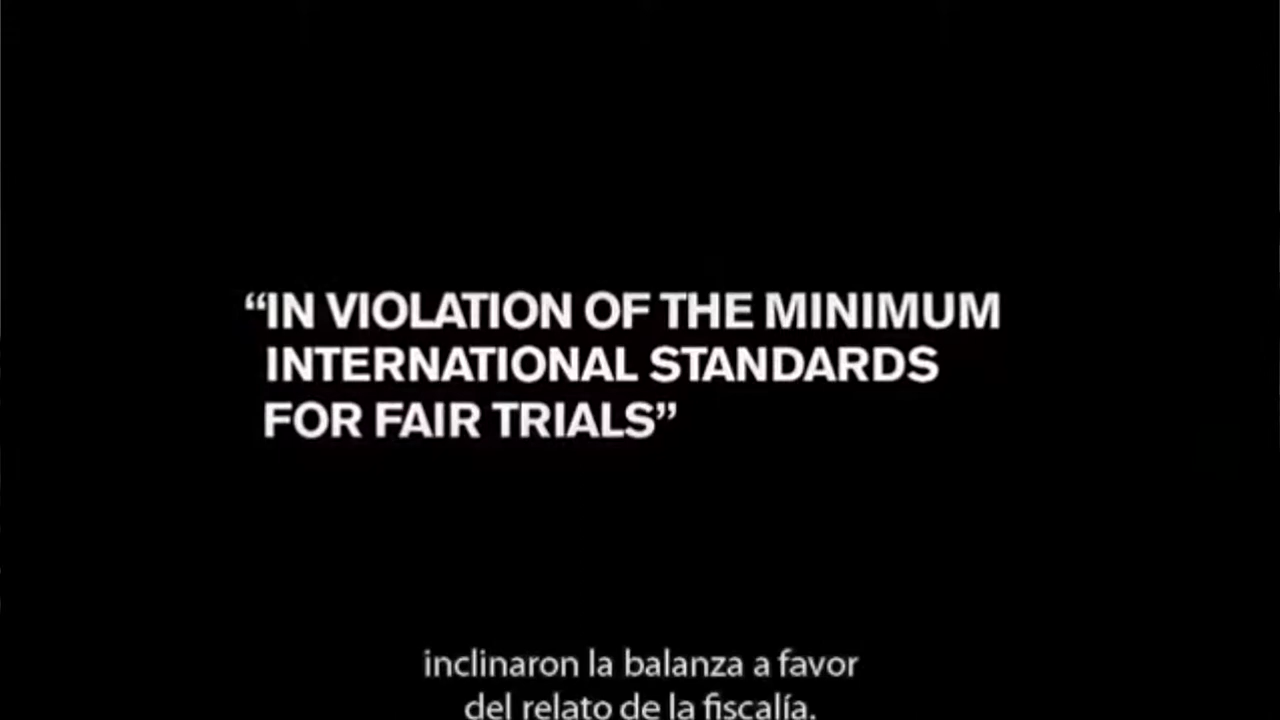 “IN VIOLATION OF THE MINIMUM
INTERNATIONAL STANDARDS
FOR FAIR TRIALS”
inclinaron la balanza a favor
del relato de la fiscalía.